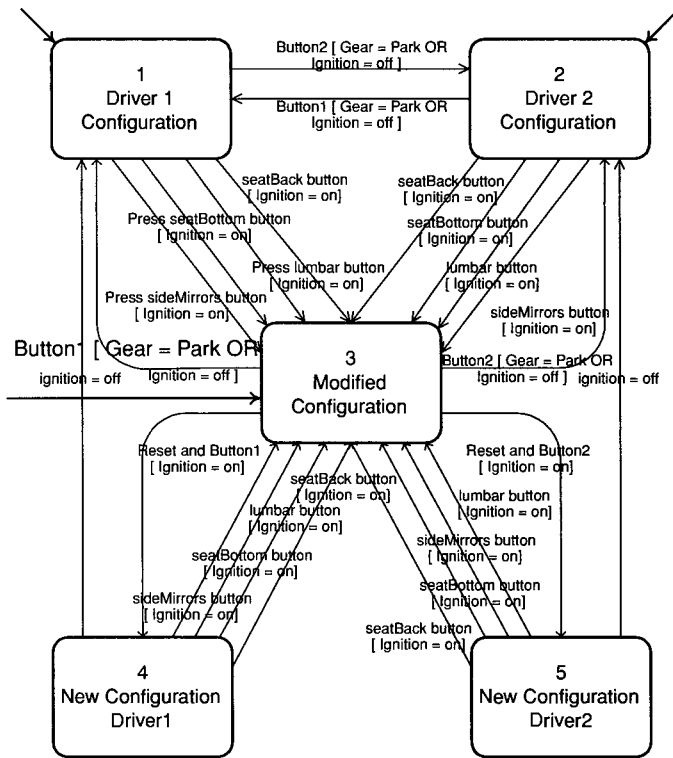 Button2 [ Gear = Park OR
Ignition = off ]
1
Driver 1
Configuration
2
Driver 2
Configuration
Button1 [ Gear = Park OR
Ignition = off ]
seatBack button
[ Ignition = on}
seatBack button
[ Ignition = on}
Press seatBottom button
[ Ignition = on]
seatBottom button
[ Ignition = on]
Press lumbar button
[ Ignition = on]
lumbar button
[ Ignition = on}
Press sideMirrors button
[ Ignition = on]
sideMirrors button
[ Ignition = on]
Button1 [ Gear = Park OR
Ignition = off ]
ignition = off
3
Modified
Configuration
Button2 [ Gear = Park OR
Ignition = off ]
ignition = off
Reset and Button1
[ Ignition = on]
Reset and Button2
[ Ignition = on]
seatBack button
[ Ignition = on]
lumbar button
[ Ignition = on]
lumbar button
[ Ignition = on]
sideMirrors button
[ Ignition = on}
seatBottom button
[ Ignition = on]
seatBottom button
[ Ignition = on]
sideMirrors button
[ Ignition = on]
seatBack button
[ Ignition = on]
4
New Configuration
Driver1
5
New Configuration
Driver2